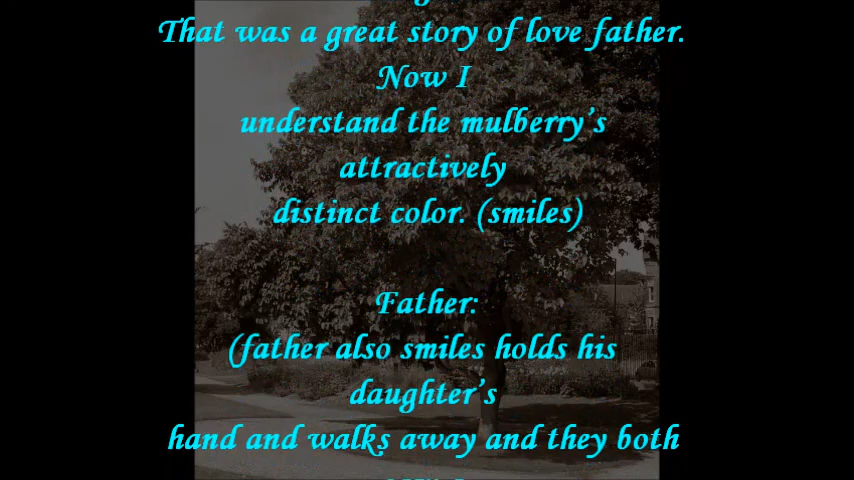 That was a great story of love father.
Now I
understand the mulberry's
attractively
distinct color. (smiles)
Father:
(father also smiles holds his
daughter's
hand and walks away and they both